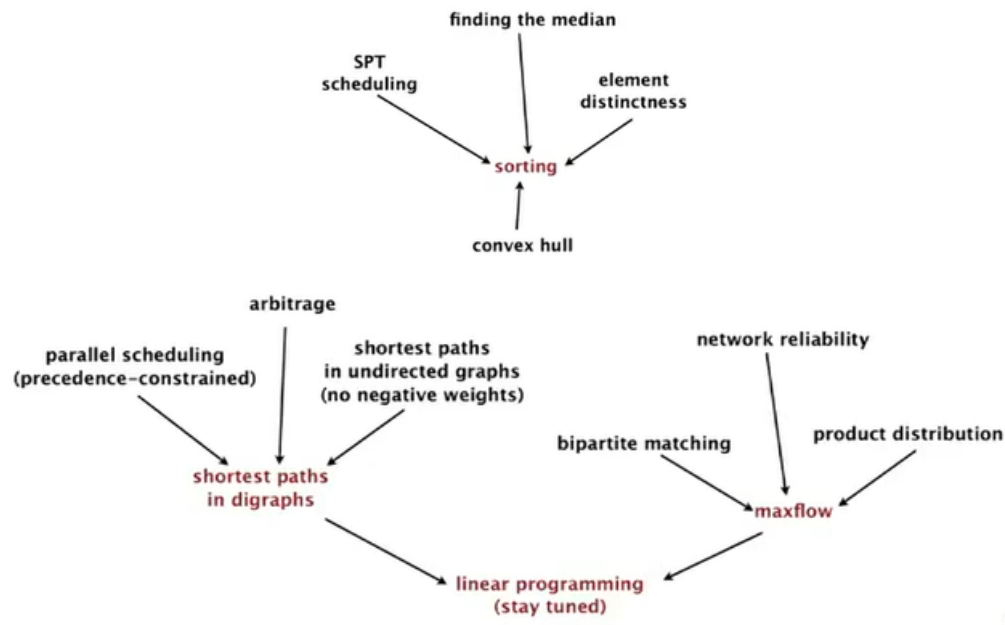 finding the median
SPT
scheduling
element
distinctness
sorting
convex hull
arbitrage
parallel scheduling
(precedence-constrained)
shortest paths
in undirected graphs
(no negative weights)
network reliability
bipartite matching
product distribution
shortest paths
in digraphs
maxflow
linear programming
(stay tuned)